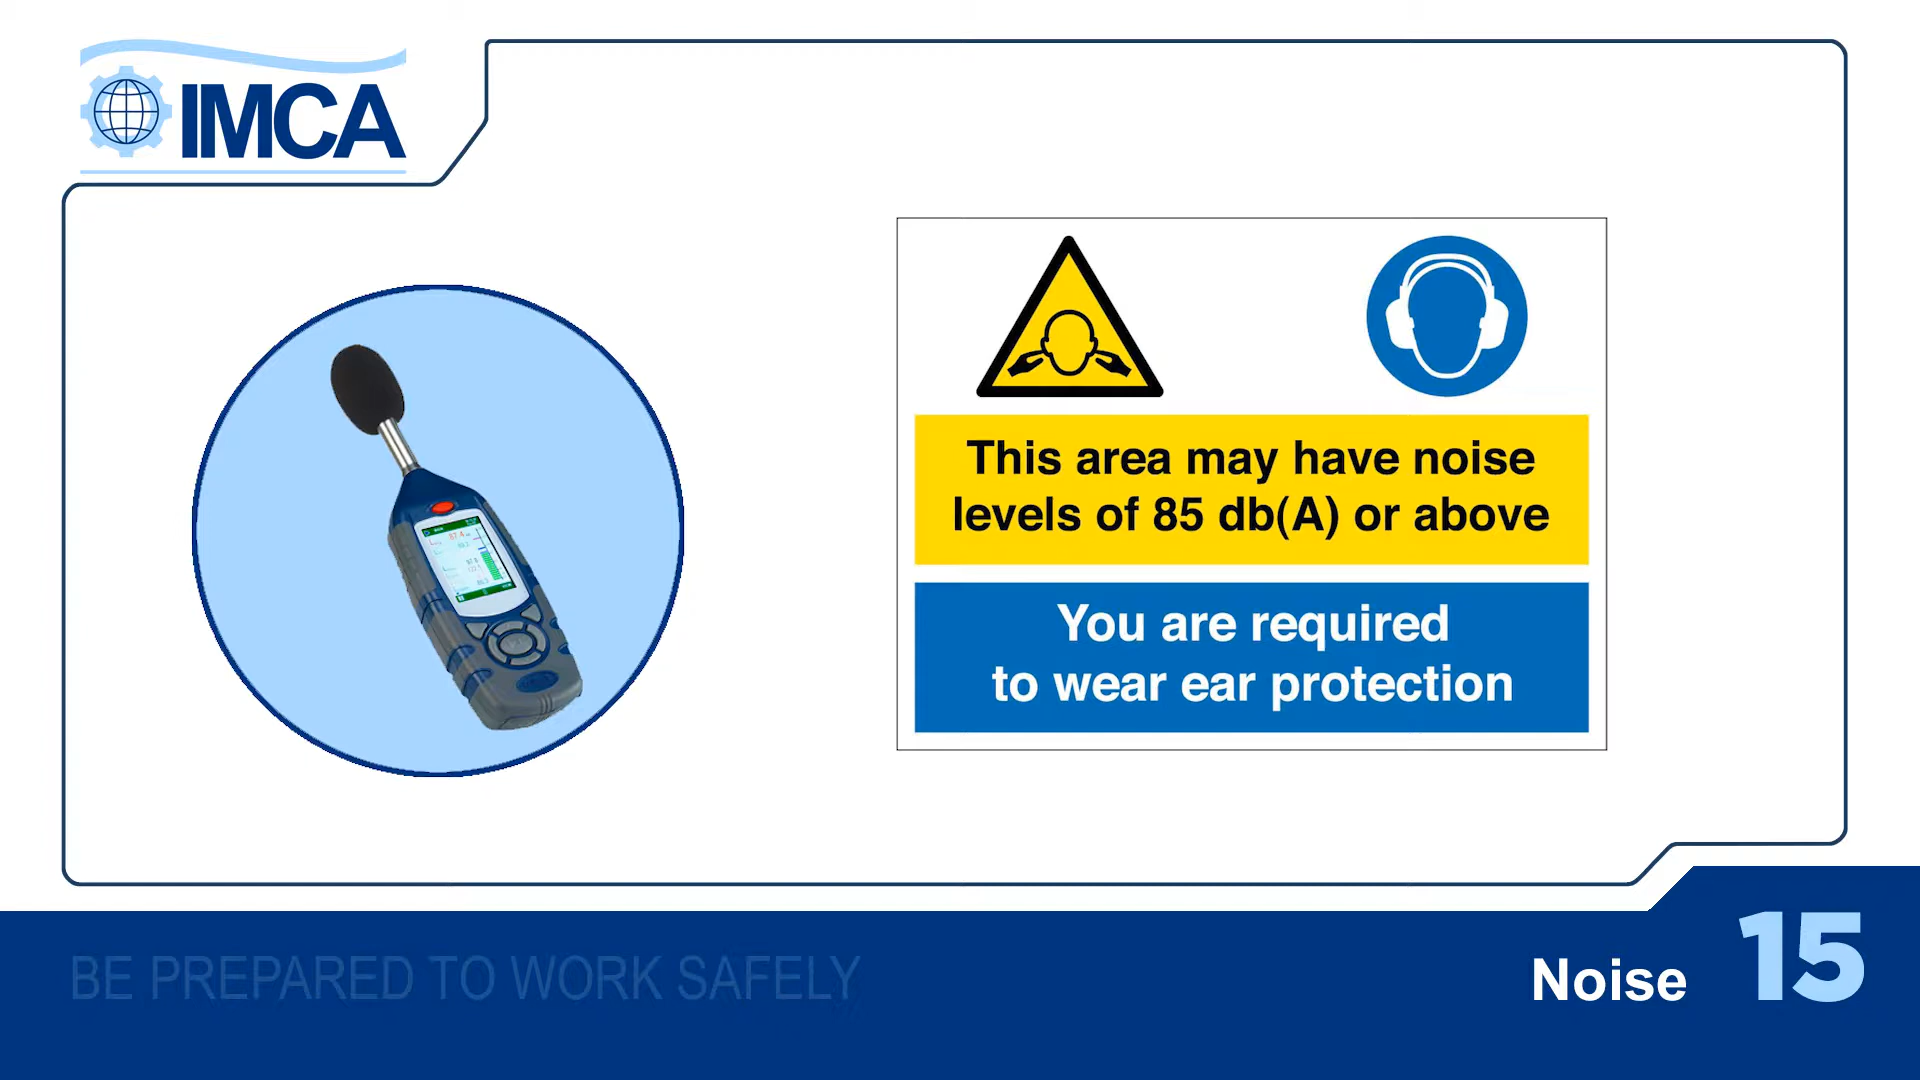 IMCA
This area may have noise
levels of 85 db(A) or above
You are required
to wear ear protection
BE PREPARED TO WORK SAFELY
Noise
15